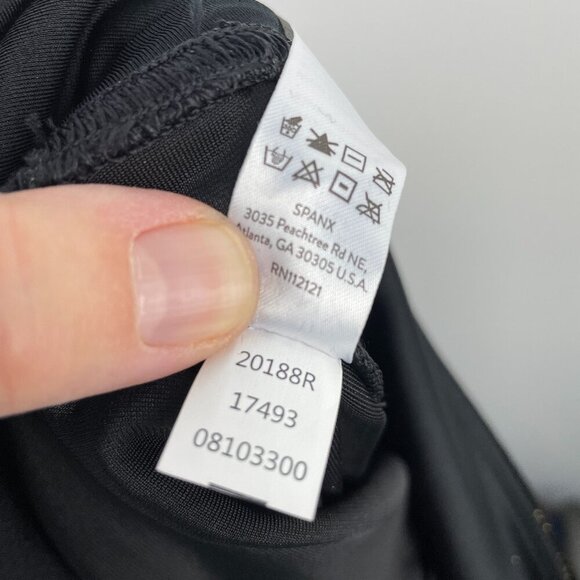 SPANX
3035 Peachtree Rd NE,
Atlanta, GA 30305 U.S.A.
RN112121
20188R
17493
08103300